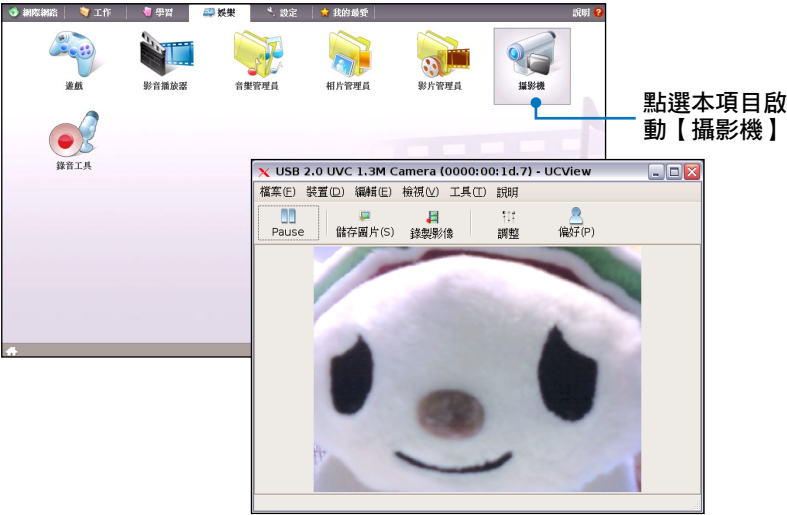 網際網路 工作 學習 娛樂 設定 我的最愛 說明
遊戲 影音播放器 音樂管理員 相片管理員 影片管理員 攝影機
錄音工具
點選本項目啟
動【攝影機】
USB 2.0 UVC 1.3M Camera (0000:00:1d.7) - UCView
檔案(F) 裝置(D) 編輯(E) 檢視(V) 工具(T) 說明
Pause 儲存圖片(S) 錄製影像 調整 偏好(P)